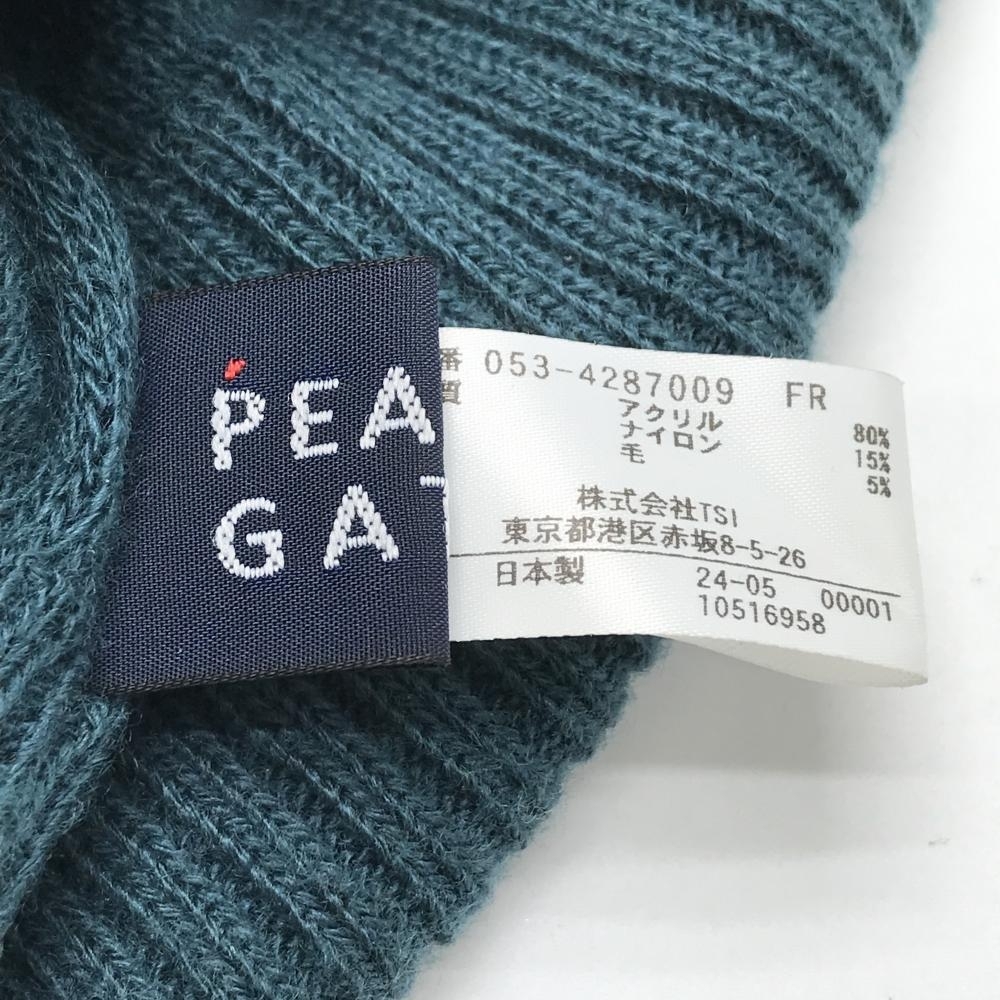 PEA
GA
番 053-4287009 FR
質 アクリル 80%
ナイロン 15%
毛 5%
株式会社TSI
東京都港区赤坂8-5-26
日本製 24-05 00001
10516958